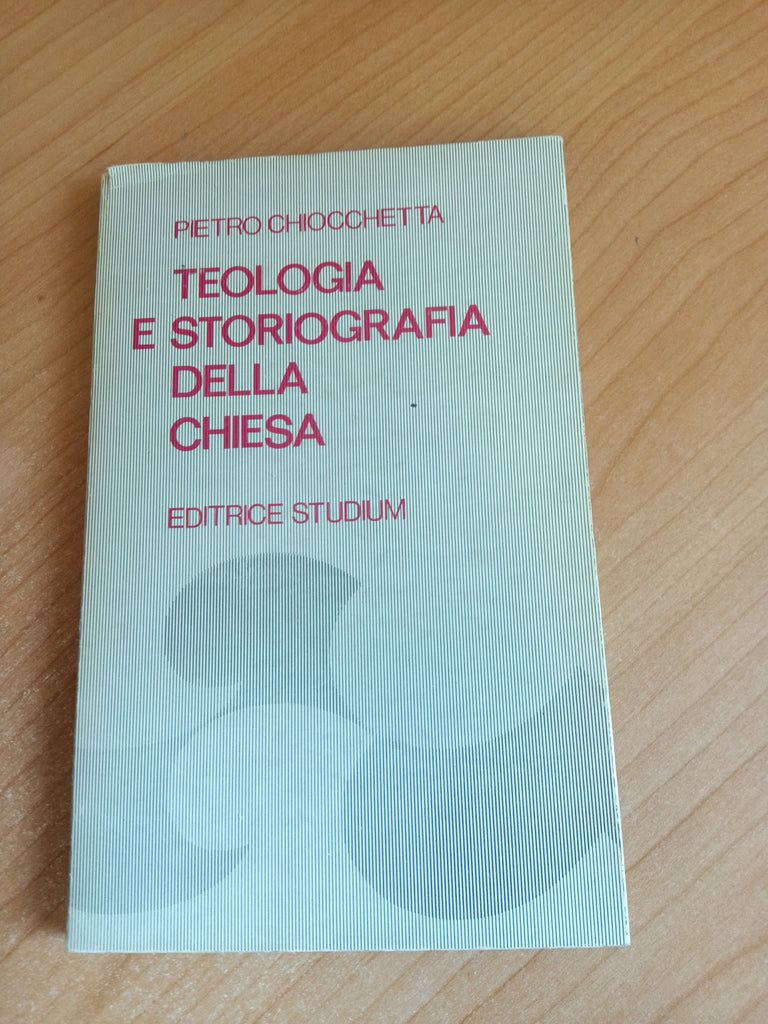 PIETRO CHIOCCHETTA
TEOLOGIA
E STORIOGRAFIA
DELLA
CHIESA
EDITRICE STUDIUM